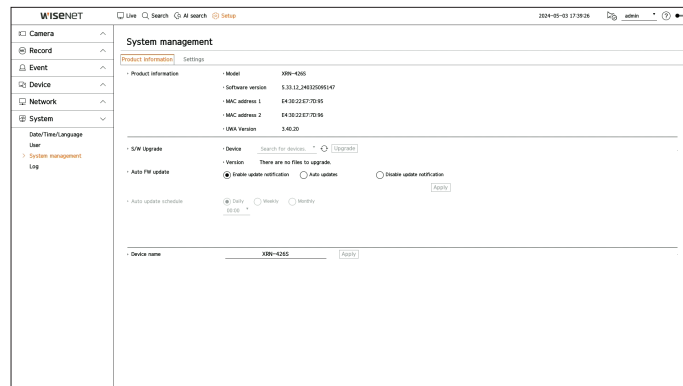 WISENET
Live Search AI search Setup
2024-05-03 17:39:26
admin
?
Camera
Record
Event
Device
Network
System
Date/Time/Language
User
> System management
Log
System management
Product information Settings
Product information
Model XRN-426S
Software version 5.33.12_240325095147
MAC address 1 E4:30:22:E7:7D:95
MAC address 2 E4:30:22:E7:7D:96
UWA Version 3.40.20
S/W Upgrade
Device Search for devices. Upgrade
Version There are no files to upgrade.
Auto FW update
Enable update notification Auto updates Disable update notification
Apply
Auto update schedule
Daily Weekly Monthly
00:00
Device name XRN-426S Apply